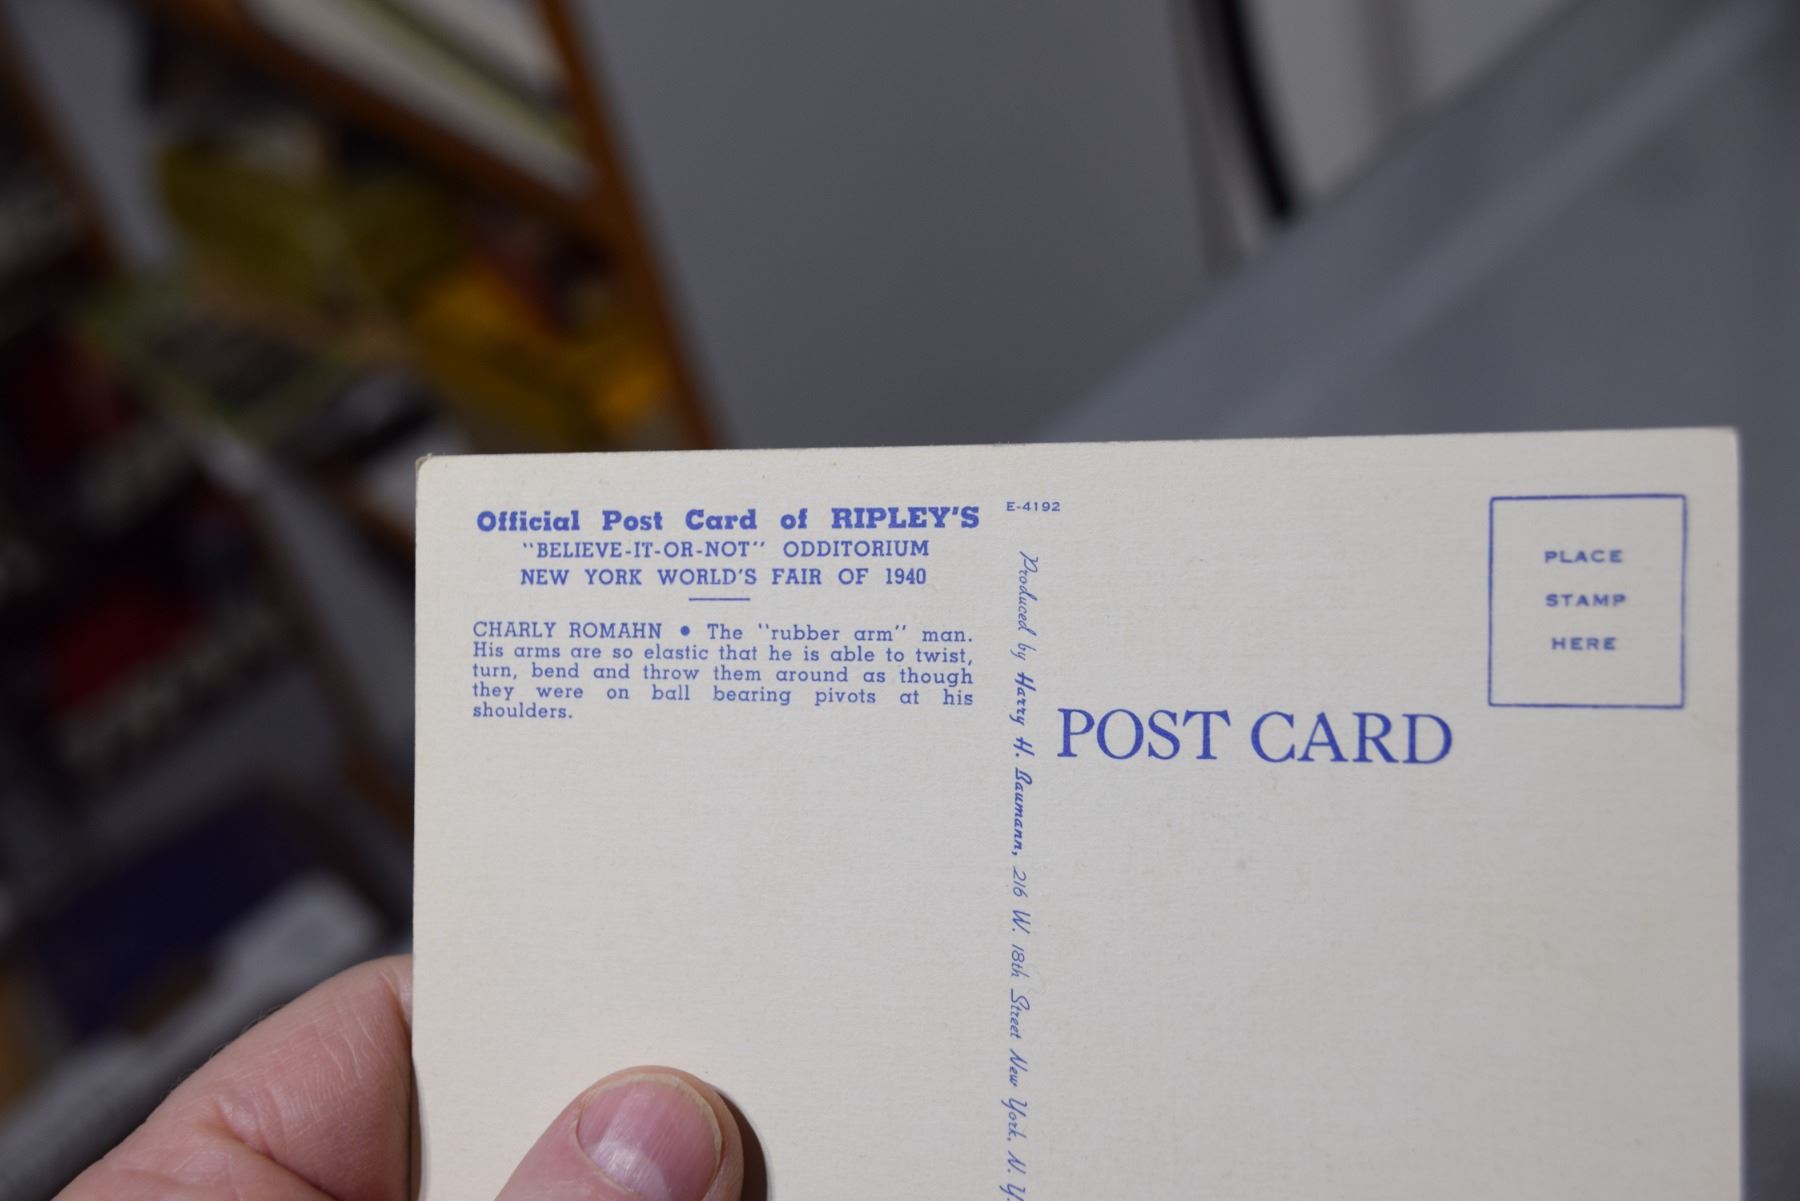 Official Post Card of RIPLEY'S
"BELIEVE-IT-OR-NOT" ODDITORIUM
NEW YORK WORLD'S FAIR OF 1940
CHARLY ROMAHN • The "rubber arm" man.
His arms are so elastic that he is able to twist,
turn, bend and throw them around as though
they were on ball bearing pivots at his
shoulders.
E-4192
Produced by Harry H. Baumann, 216 W. 18th Street New York, N. Y.
POST CARD
PLACE
STAMP
HERE